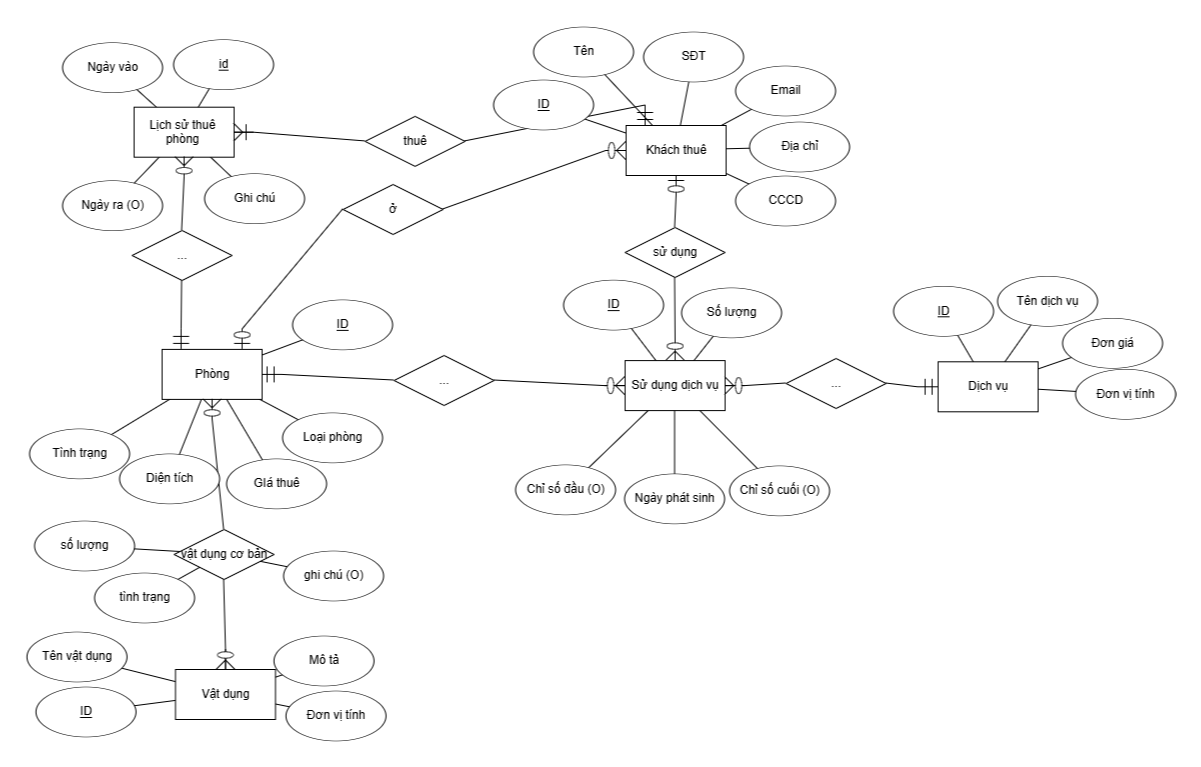 Tên
SĐT
Ngày vào
id
Email
ID
Lịch sử thuê
phòng
thuê
Khách thuê
Địa chỉ
Ngày ra (O)
Ghi chú
ở
CCCD
...
sử dụng
ID
Số lượng
ID
Tên dịch vụ
ID
Đơn giá
Phòng
...
Sử dụng dịch vụ
...
Dịch vụ
Đơn vị tính
Tình trạng
Loại phòng
Diện tích
GIá thuê
Chỉ số đầu (O)
Ngày phát sinh
Chỉ số cuối (O)
số lượng
vật dụng cơ bản
ghi chú (O)
tình trạng
Tên vật dụng
Mô tả
Vật dụng
ID
Đơn vị tính